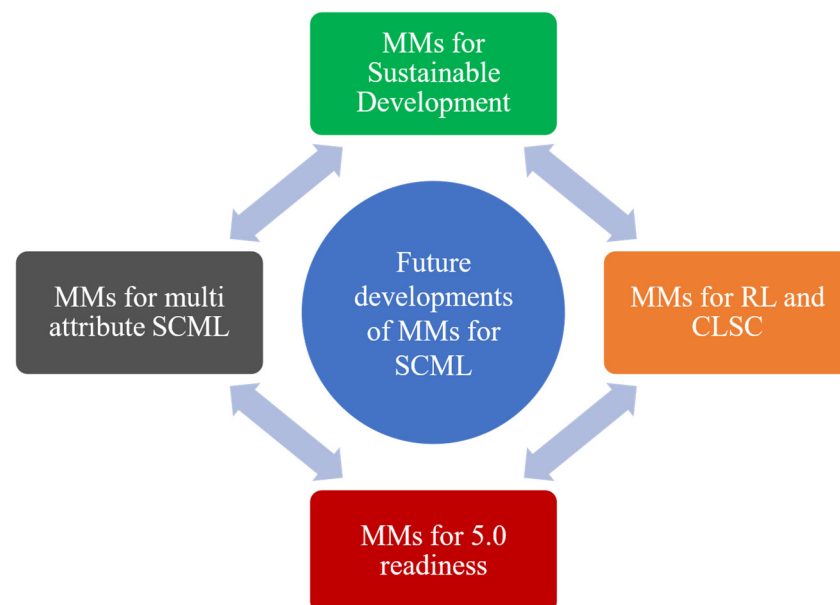 MMs for
Sustainable
Development
MMs for multi
attribute SCML
Future
developments
of MMs for
SCML
MMs for RL and
CLSC
MMs for 5.0
readiness